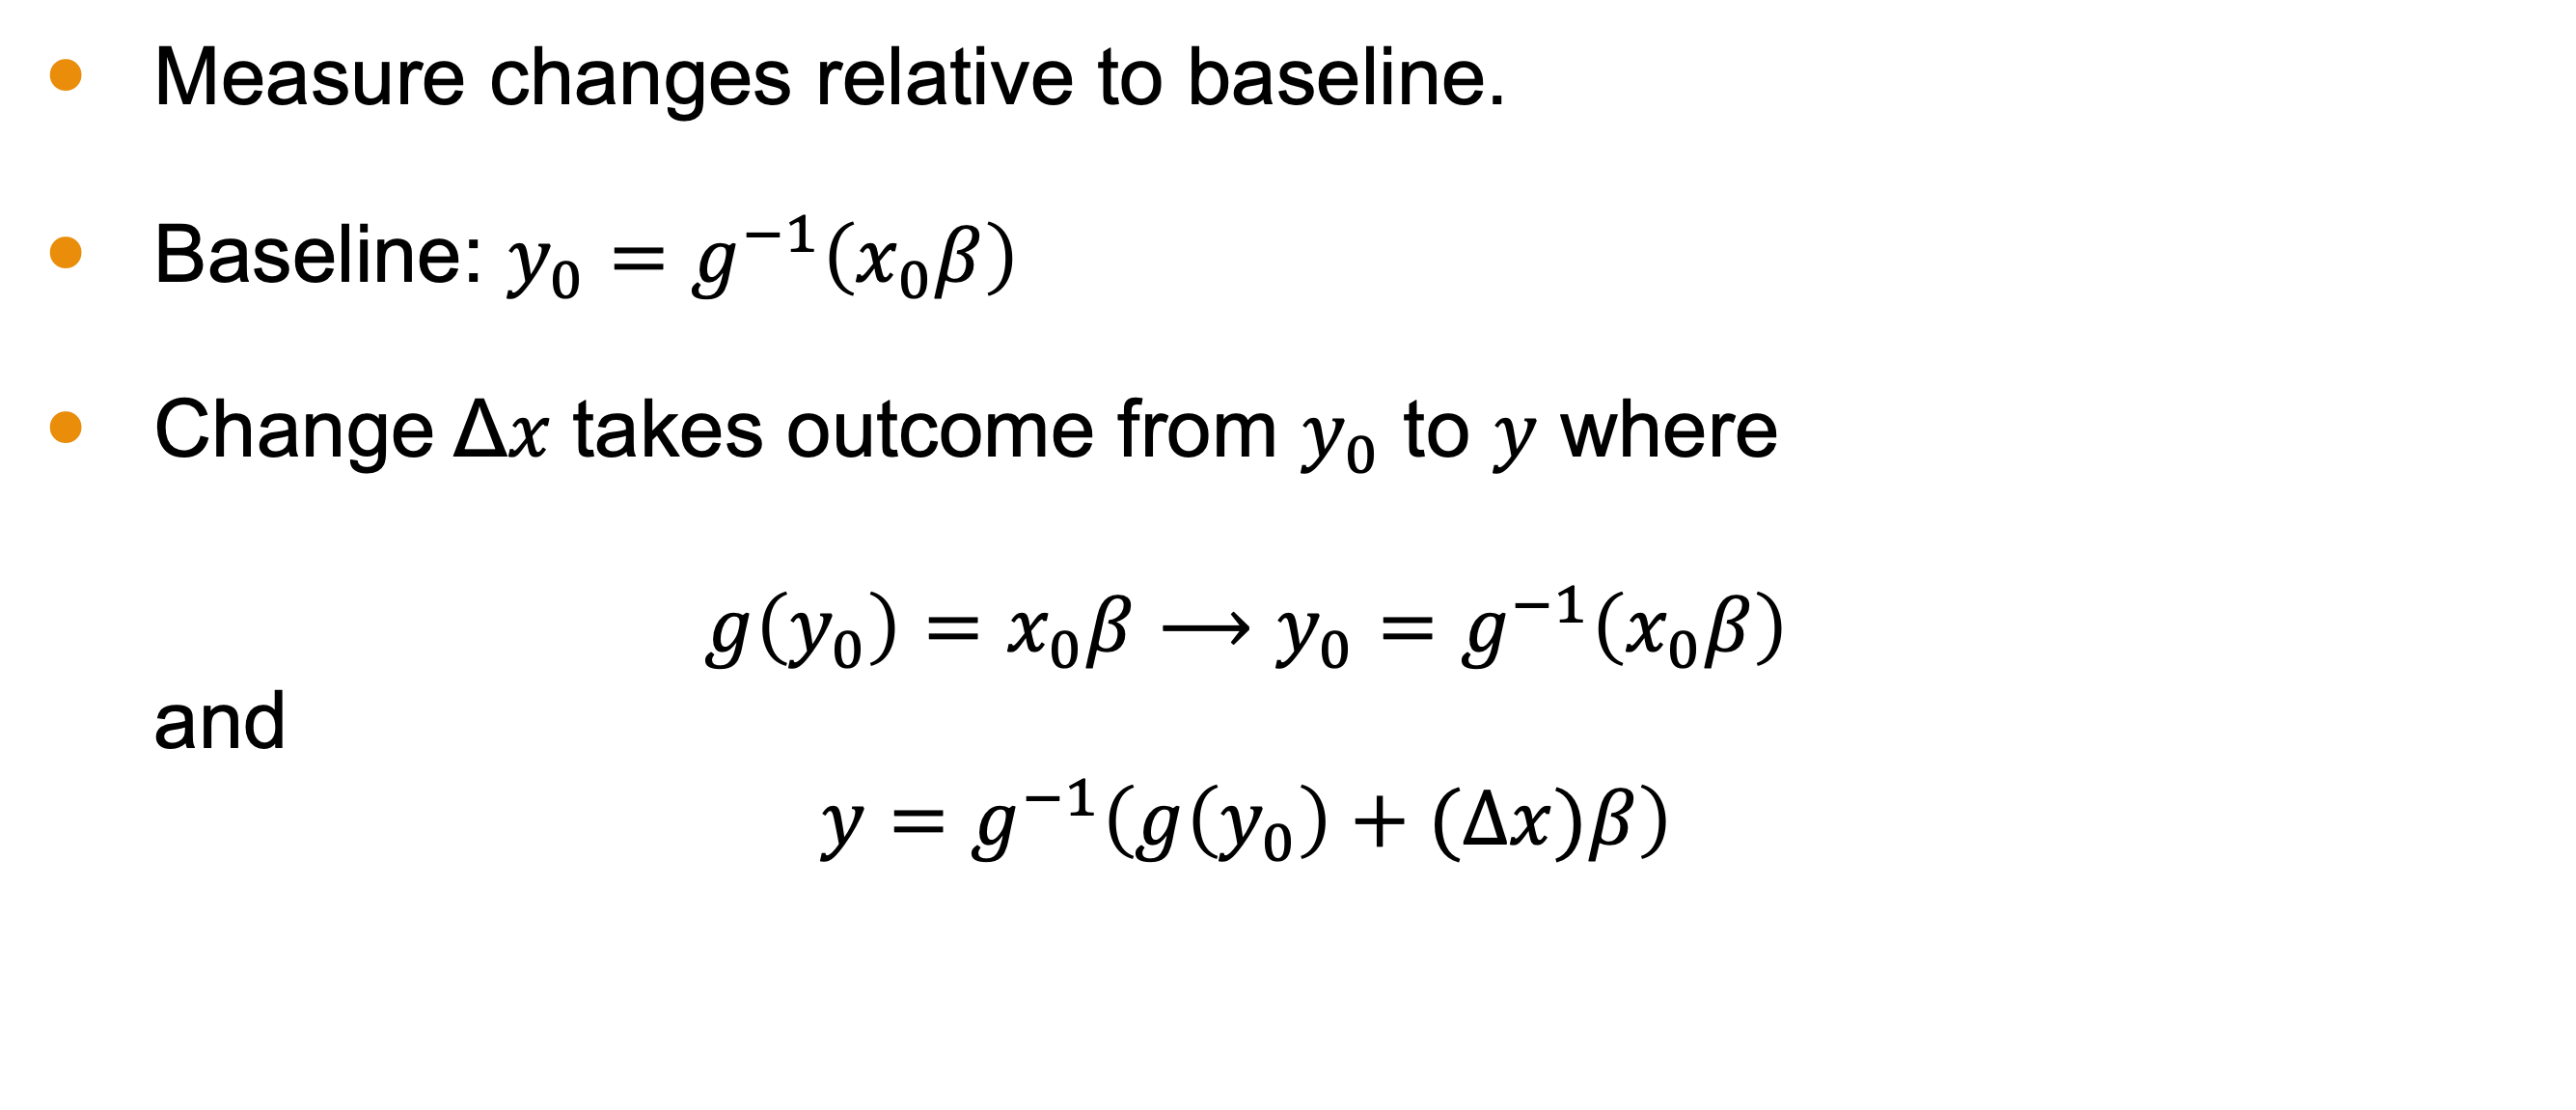 • Measure changes relative to baseline.
• Baseline: y₀ = g⁻¹(x₀β)
• Change Δx takes outcome from y₀ to y where
g(y₀) = x₀β ⟶ y₀ = g⁻¹(x₀β)
and
y = g⁻¹(g(y₀) + (Δx)β)